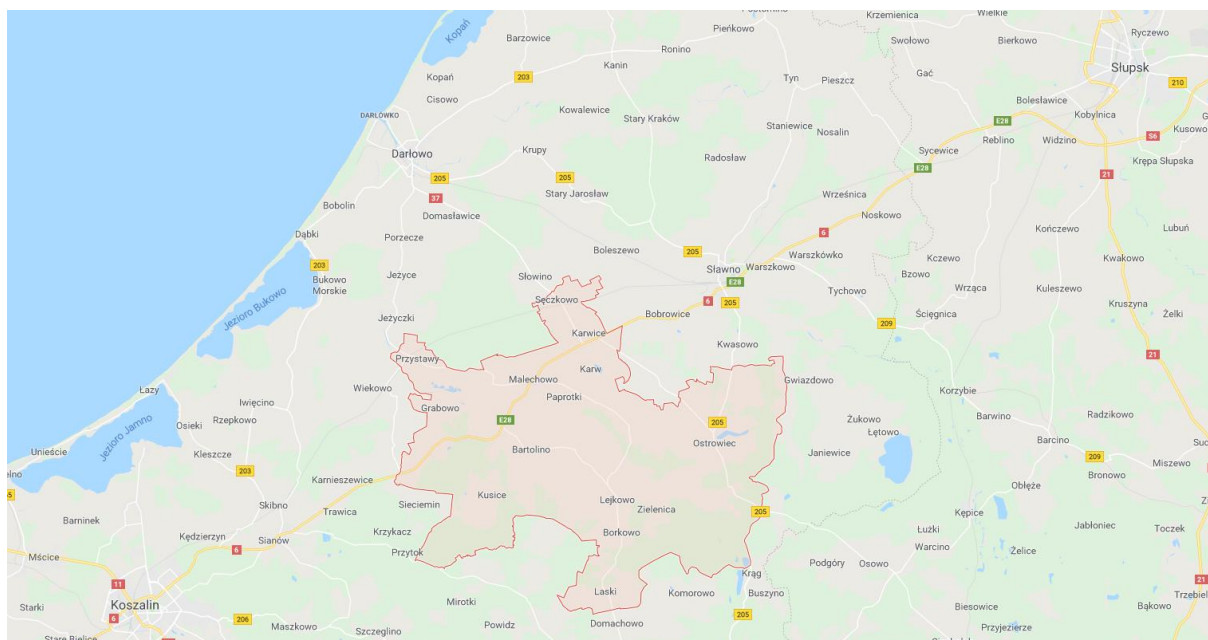 Kopań
Barzowice
Pieńkowo
Krzemienica
Wielkie
Swołowo
Bierkowo
Ryczewo
Ronino
Słupsk
Kopań
203
Kanin
Tyn
Pieszcz
Gać
210
Cisowo
Bolesławice
DARŁÓWKO
Kowalewice
Stary Kraków
Staniewice
Nosalin
E28
Kobylnica
Kusowo
Reblino
Widzino
S6
Darłowo
Krupy
Radosław
Sycewice
E28
Krępa Słupska
205
205
21
37
Stary Jarosław
Wrześnica
Bobolin
Domasławice
Noskowo
Dąbki
Porzecze
6
Kończewo
Lubuń
203
Boleszewo
205
Warszkówko
Kczewo
Kwakowo
Bukowo
Morskie
Jeżyce
Słowino
Sławno
Warszkowo
Bzowo
E28
Tychowo
Wrząca
Kuleszewo
Jezioro Bukowo
Sęczkowo
6
205
Kruszyna
Jeżyczki
Bobrowice
209
Ścięgnica
Żelki
Karwice
Kwasowo
21
Przystawy
Karw
Malechowo
Gwiazdowo
Łazy
Wiekowo
Paprotki
Korzybie
Iwięcino
Grabowo
Barwino
Radzikowo
Jezioro Jamno
Osieki
Rzepkowo
E28
205
Żukowo
Łętowo
Unieście
Ostrowiec
Barcino
Kleszcze
Bartolino
Janiewice
209
Miszewo
203
Bronowo
Karnieszewice
Obłęże
Kusice
Lejkowo
Skibno
Sieciemin
Zielenica
Trawica
205
Kępice
Barninek
Krzykacz
Borkowo
Jabłoniec
Toczek
Kędzierzyn
Sianów
Łużki
Warcino
Mścice
6
Przytok
Żelice
Podgóry
Osowo
11
Krąg
21
Koszalin
Mirotki
Laski
Komorowo
Buszyno
Starki
6
206
Maszkowo
Powidz
205
Biesowice
Bąkowo
Szczeglino
Domachowo
Przyjezierze